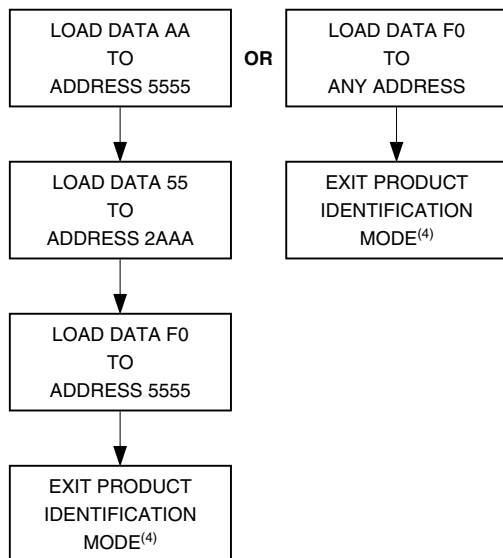 LOAD DATA AA
TO
ADDRESS 5555
LOAD DATA 55
TO
ADDRESS 2AAA
LOAD DATA F0
TO
ADDRESS 5555
EXIT PRODUCT
IDENTIFICATION
MODE(4)
OR
LOAD DATA F0
TO
ANY ADDRESS
EXIT PRODUCT
IDENTIFICATION
MODE(4)